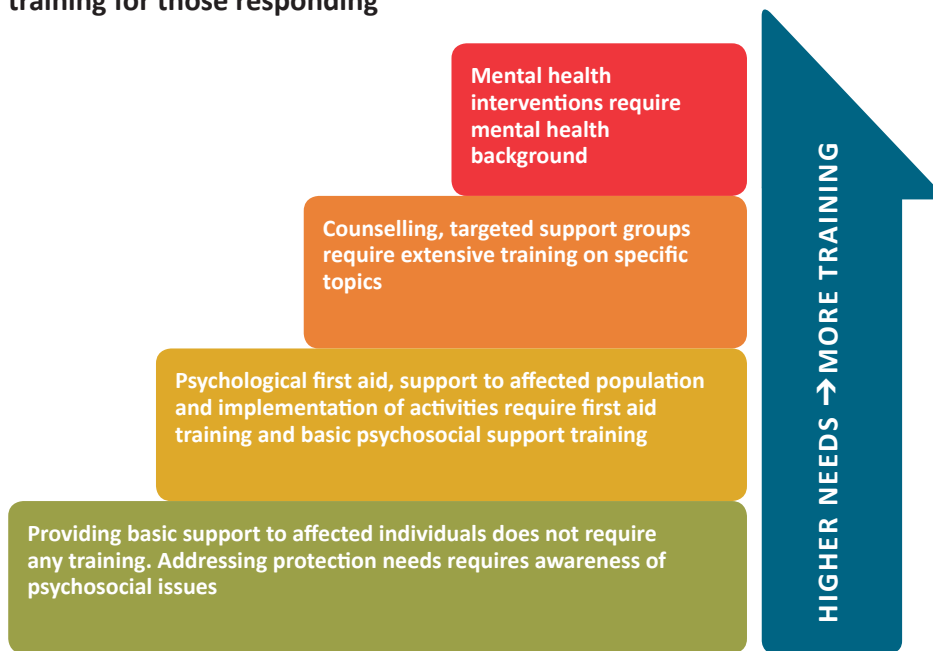 training for those responding
Mental health
interventions require
mental health
background
Counselling, targeted support groups
require extensive training on specific
topics
Psychological first aid, support to affected population
and implementation of activities require first aid
training and basic psychosocial support training
Providing basic support to affected individuals does not require
any training. Addressing protection needs requires awareness of
psychosocial issues
HIGHER NEEDS → MORE TRAINING